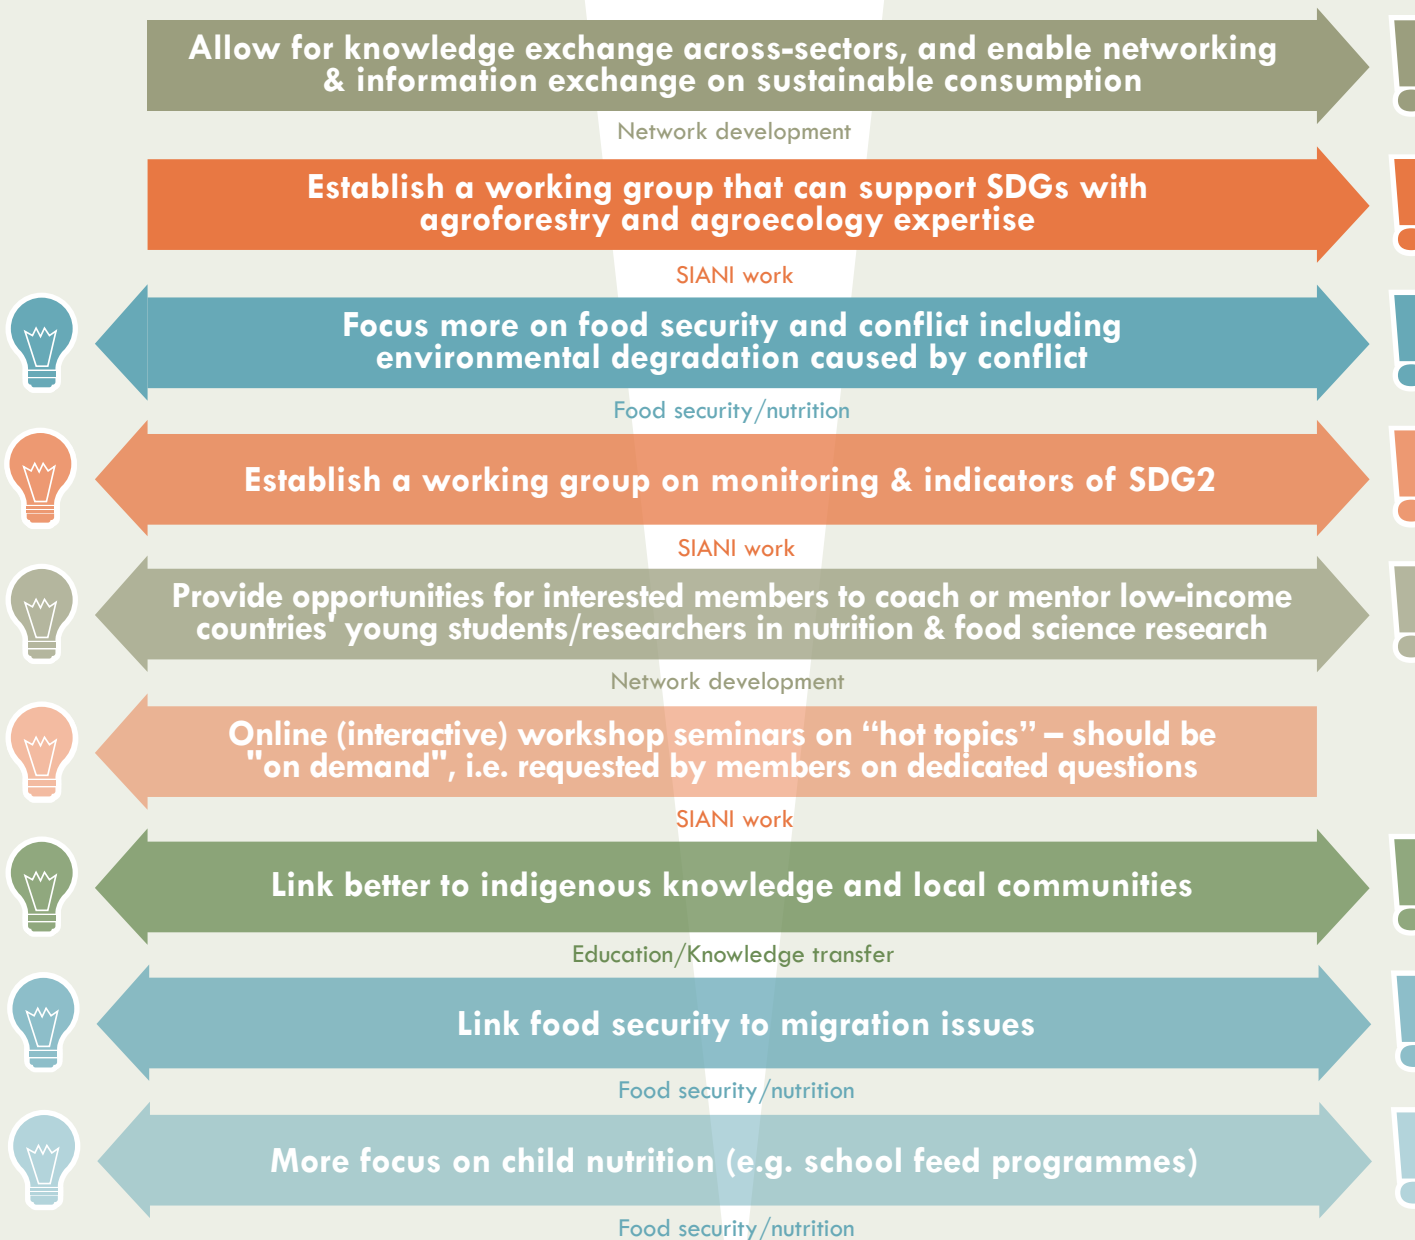 Allow for knowledge exchange across-sectors, and enable networking
& information exchange on sustainable consumption
Network development
Establish a working group that can support SDGs with
agroforestry and agroecology expertise
SIANI work
Focus more on food security and conflict including
environmental degradation caused by conflict
Food security/nutrition
Establish a working group on monitoring & indicators of SDG2
SIANI work
Provide opportunities for interested members to coach or mentor low-income
countries' young students/researchers in nutrition & food science research
Network development
Online (interactive) workshop seminars on “hot topics” – should be
"on demand", i.e. requested by members on dedicated questions
SIANI work
Link better to indigenous knowledge and local communities
Education/Knowledge transfer
Link food security to migration issues
Food security/nutrition
More focus on child nutrition (e.g. school feed programmes)
Food security/nutrition